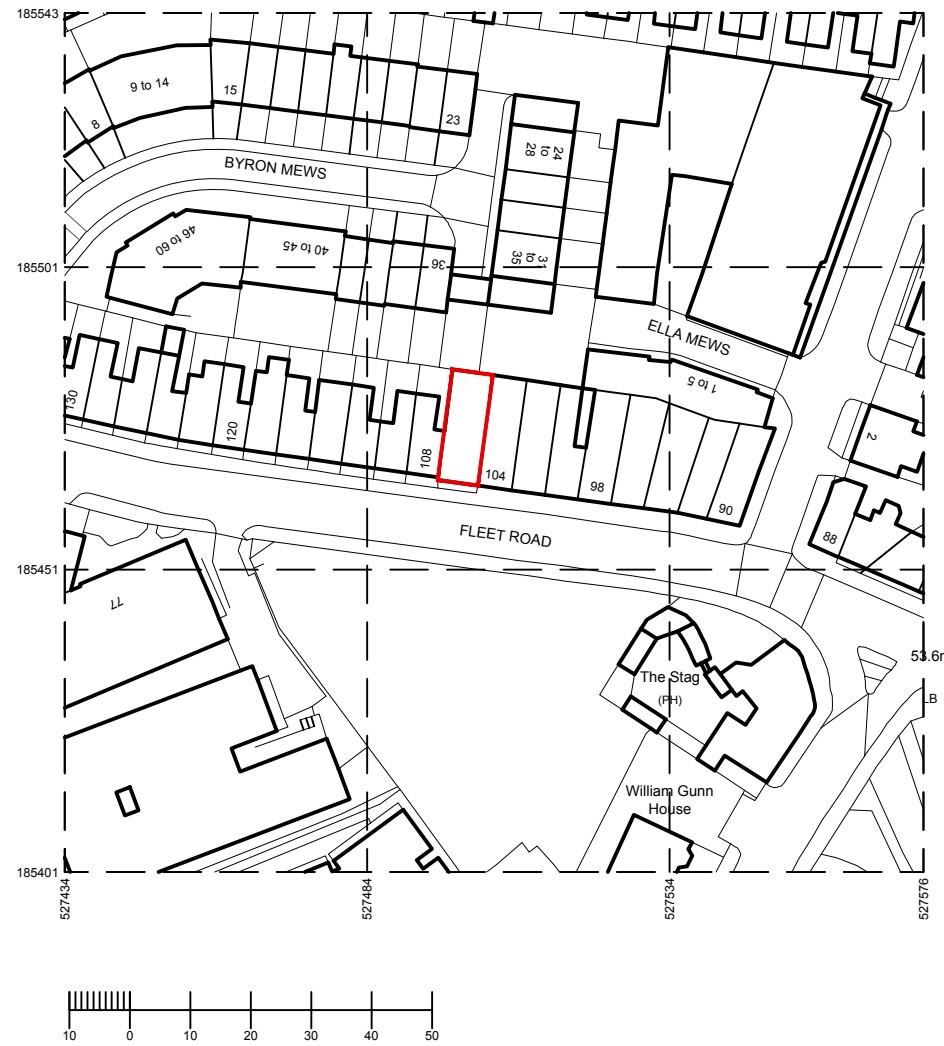 185543
9 to 14
15
23
8
24
to
28
BYRON MEWS
46 to 60
40 to 45
36
31
to
35
185501
ELLA MEWS
1 to 5
130
120
108
104
98
90
2
88
FLEET ROAD
185451
77
53.6m
The Stag
(PH)
LB
William Gunn
House
185401
527434
527484
527534
527576
10 0 10 20 30 40 50